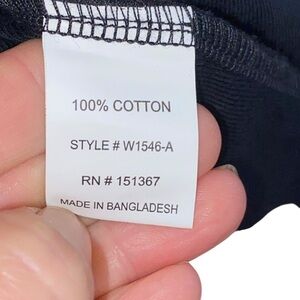 100% COTTON
STYLE # W1546-A
RN # 151367
MADE IN BANGLADESH